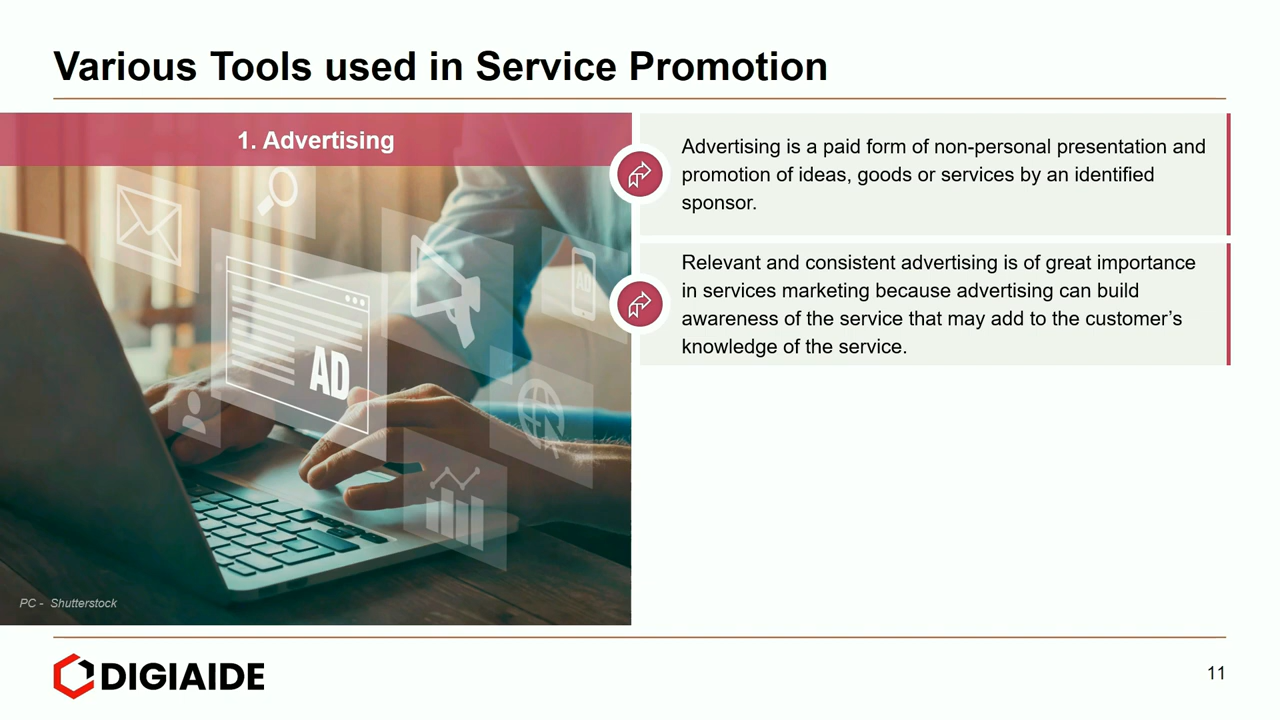 Various Tools used in Service Promotion
1. Advertising
Advertising is a paid form of non-personal presentation and
promotion of ideas, goods or services by an identified
sponsor.
Relevant and consistent advertising is of great importance
in services marketing because advertising can build
awareness of the service that may add to the customer’s
knowledge of the service.
AD
AD
PC - Shutterstock
DIGIAIDE
11